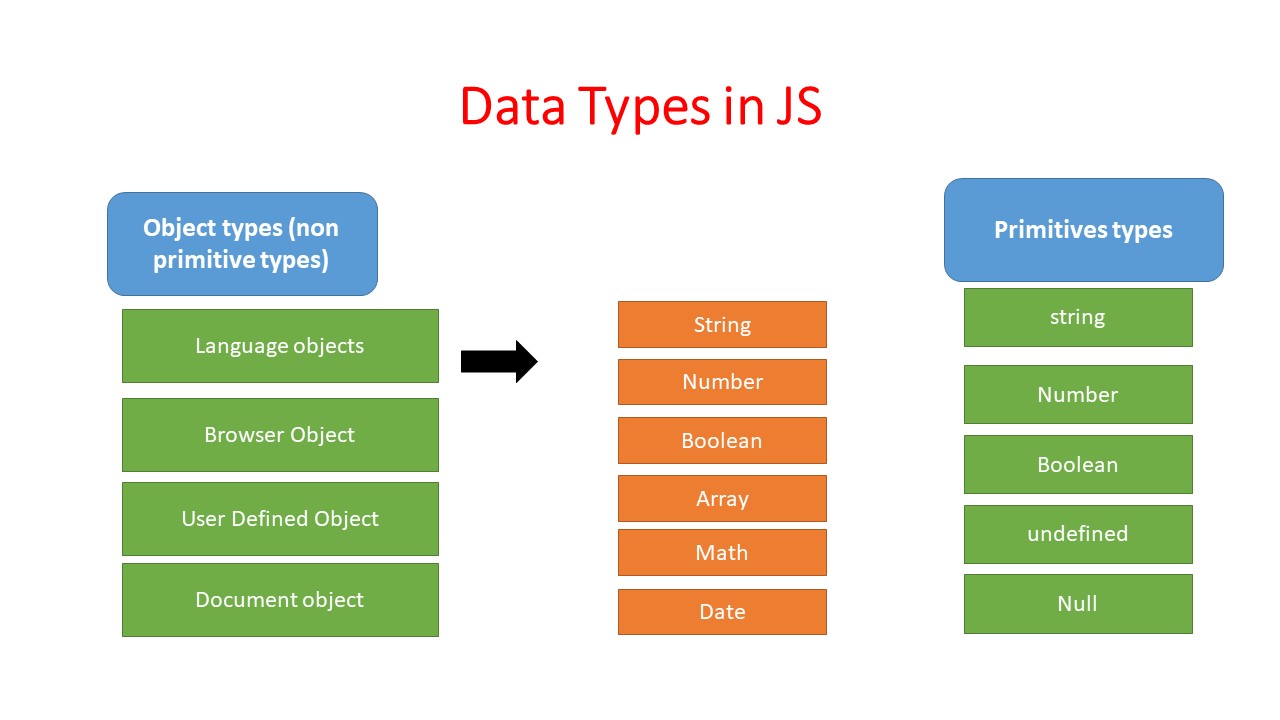 Data Types in JS
Object types (non
primitive types)
Language objects
Browser Object
User Defined Object
Document object
String
Number
Boolean
Array
Math
Date
Primitives types
string
Number
Boolean
undefined
Null